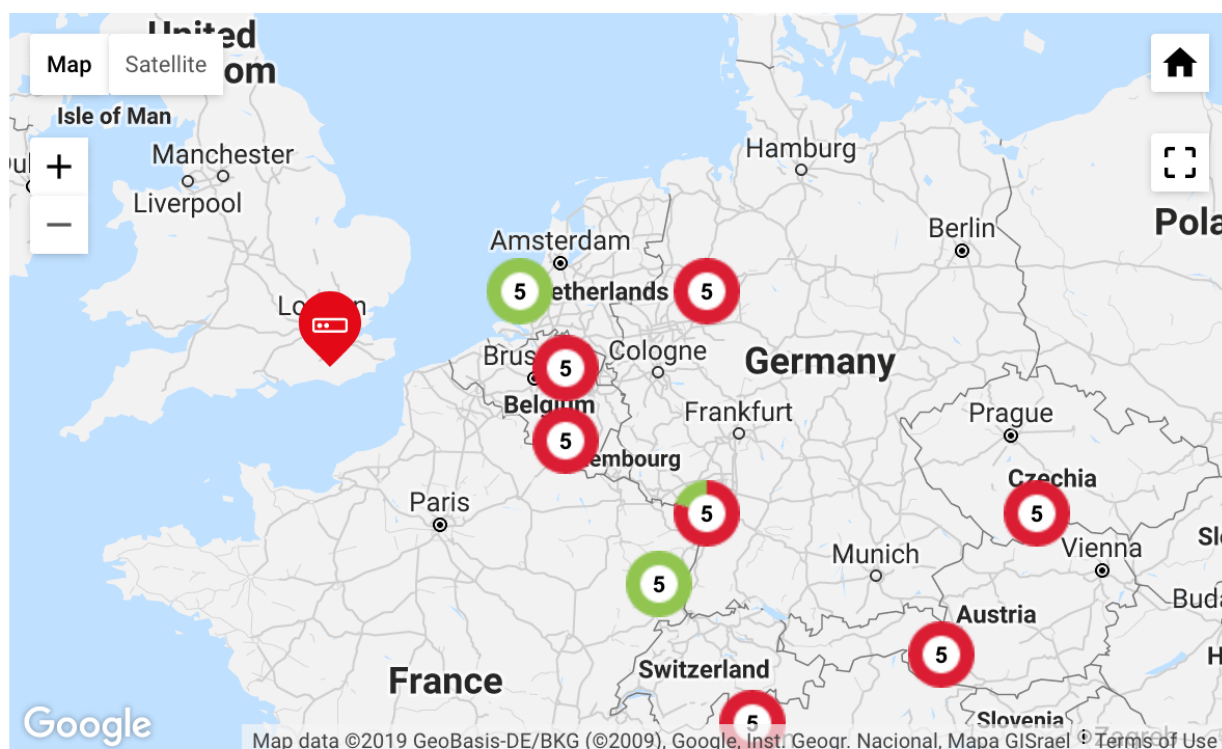 United
Map
Satellite
Isle of Man
Manchester
Liverpool
Hamburg
Pola
Berlin
Amsterdam
5
etherlands
5
Brus
5
Cologne
Germany
Belgium
Frankfurt
Prague
5
embourg
Czechia
Paris
5
5
Vienna
Munich
5
Austria
5
Switzerland
France
5
Slovenia
Zagreb
Google
Map data ©2019 GeoBasis-DE/BKG (©2009), Google, Inst. Geogr. Nacional, Mapa GISrael
Terms of Use